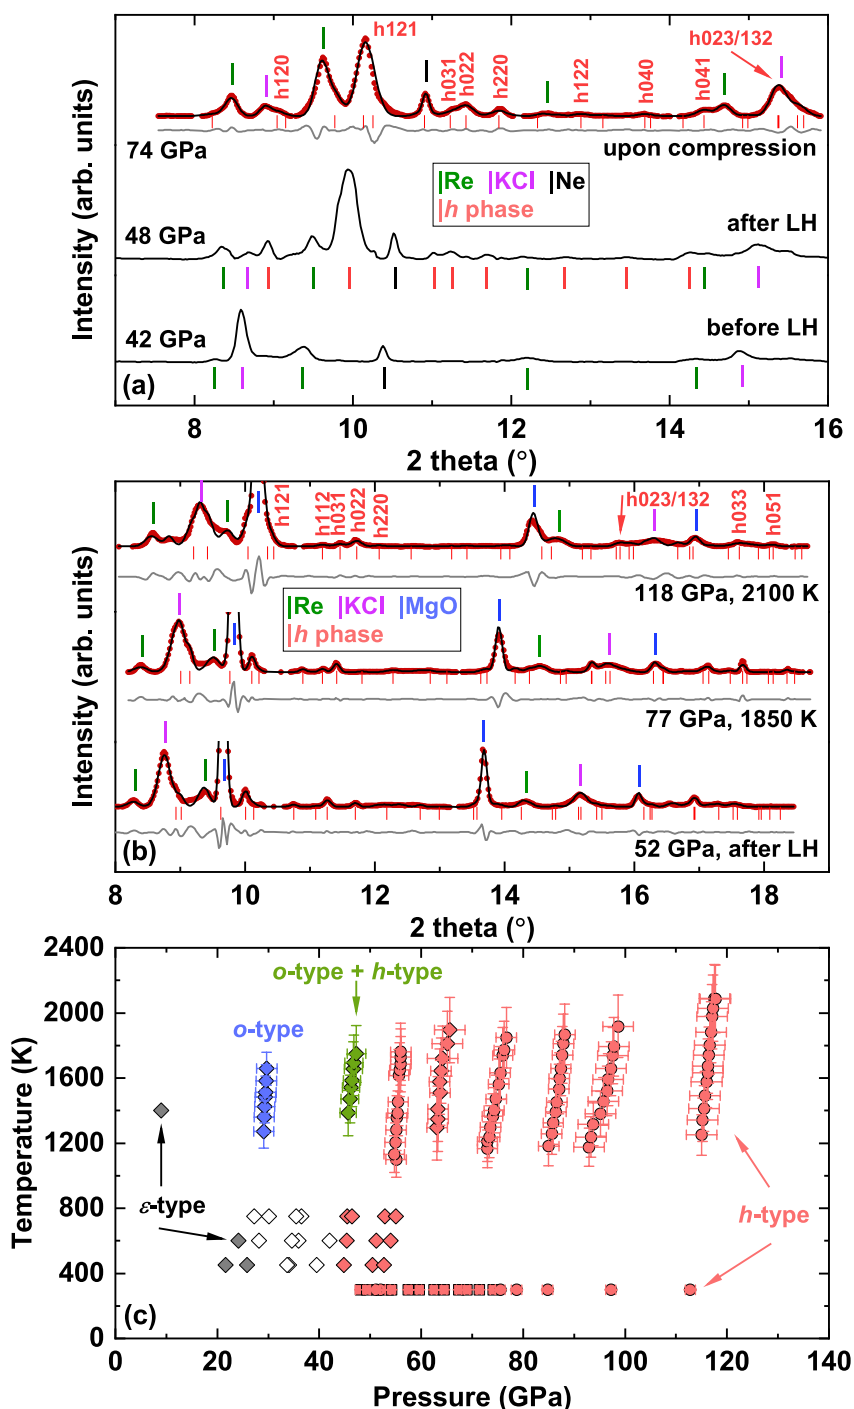 h120
h121
h031
h022
h220
h122
h040
h041
h023/132
74 GPa
upon compression
Re KCl Ne
h phase
48 GPa
after LH
42 GPa
before LH
(a)
8 10 12 14 16
2 theta (°)
Intensity (arb. units)
h121
h112
h031
h022
h220
h023/132
h033
h051
118 GPa, 2100 K
Re KCl MgO
h phase
77 GPa, 1850 K
52 GPa, after LH
(b)
8 10 12 14 16 18
2 theta (°)
Intensity (arb. units)
2400
2000
1600
1200
800
400
0
Temperature (K)
o-type + h-type
o-type
ε-type
h-type
(c)
0 20 40 60 80 100 120 140
Pressure (GPa)